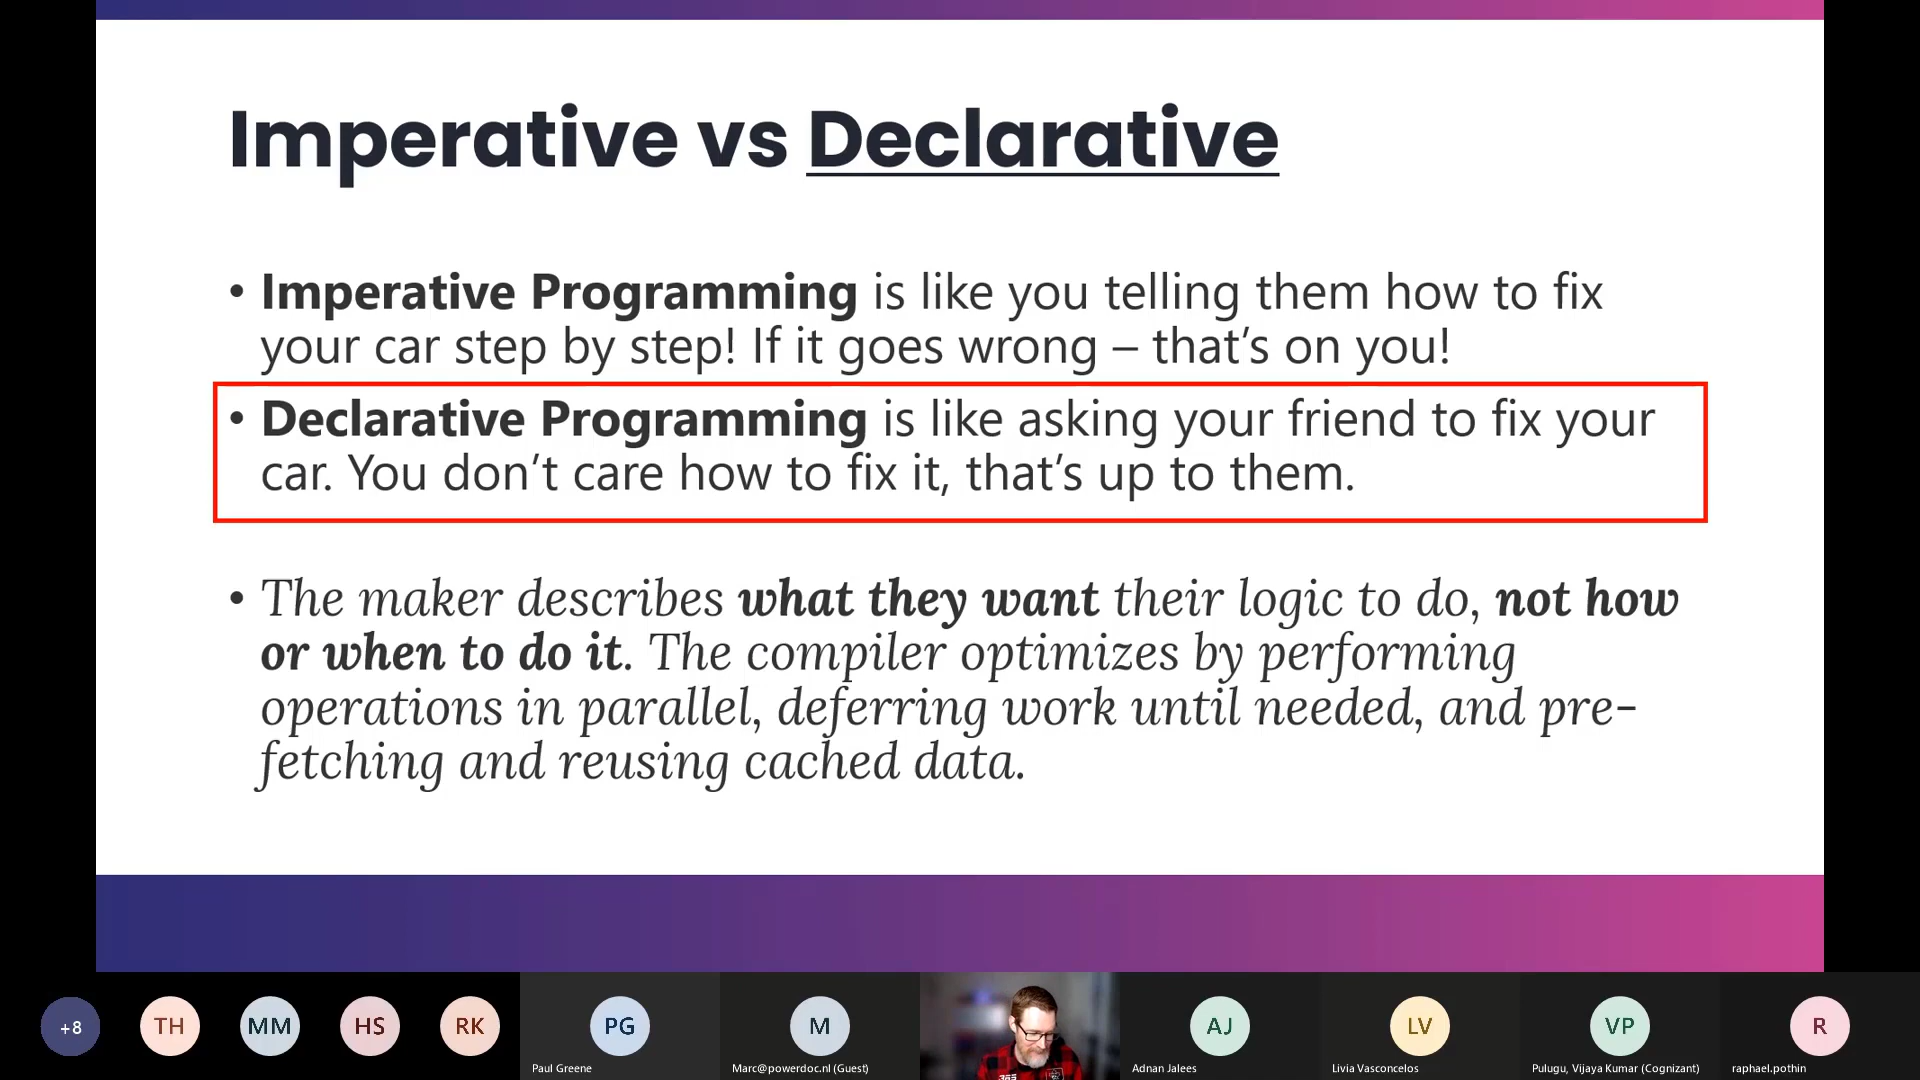 Imperative vs Declarative
• Imperative Programming is like you telling them how to fix
your car step by step! If it goes wrong – that’s on you!
• Declarative Programming is like asking your friend to fix your
car. You don’t care how to fix it, that’s up to them.
• The maker describes what they want their logic to do, not how
or when to do it. The compiler optimizes by performing
operations in parallel, deferring work until needed, and pre-
fetching and reusing cached data.
+8 TH MM HS RK PG M AJ LV VP R
Paul Greene Marc@powerdoc.nl (Guest) Adnan Jalees Livia Vasconcelos Pulugu, Vijaya Kumar (Cognizant) raphael.pothin